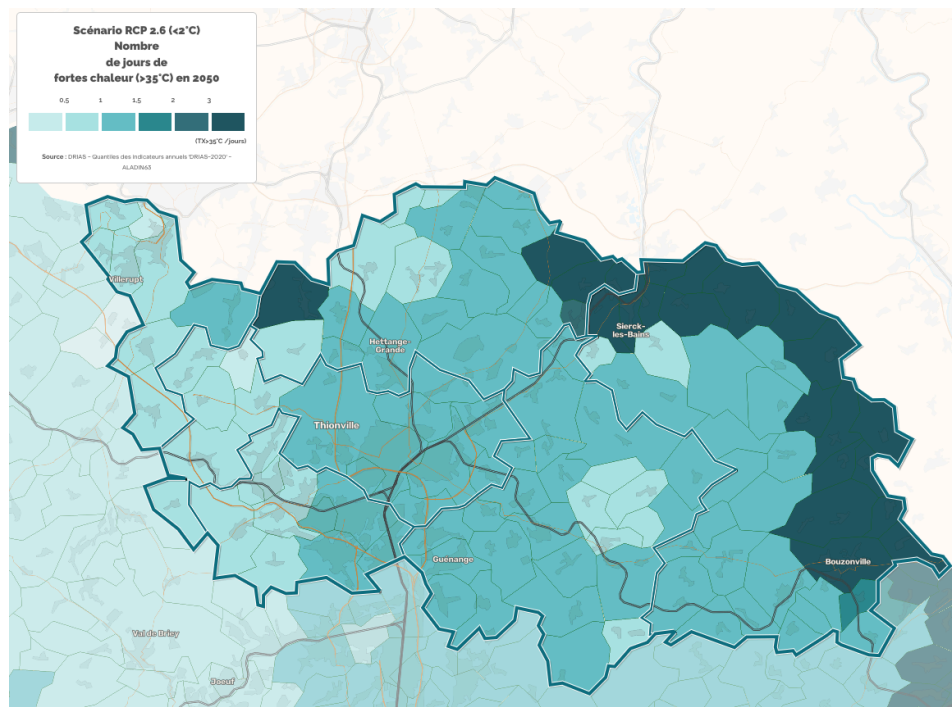 Scénario RCP 2.6 (<2°C)
Nombre
de jours de
fortes chaleur (>35°C) en 2050
0,5 1 1,5 2 3
(TX>35°C /jours)
Source : DRIAS - Quantiles des indicateurs annuels 'DRIAS-2020' -
ALADIN63
Villerupt
Sierck-
les-Bains
Hettange-
Grande
Thionville
Guénange
Bouzonville
Val de Briey
Joeuf